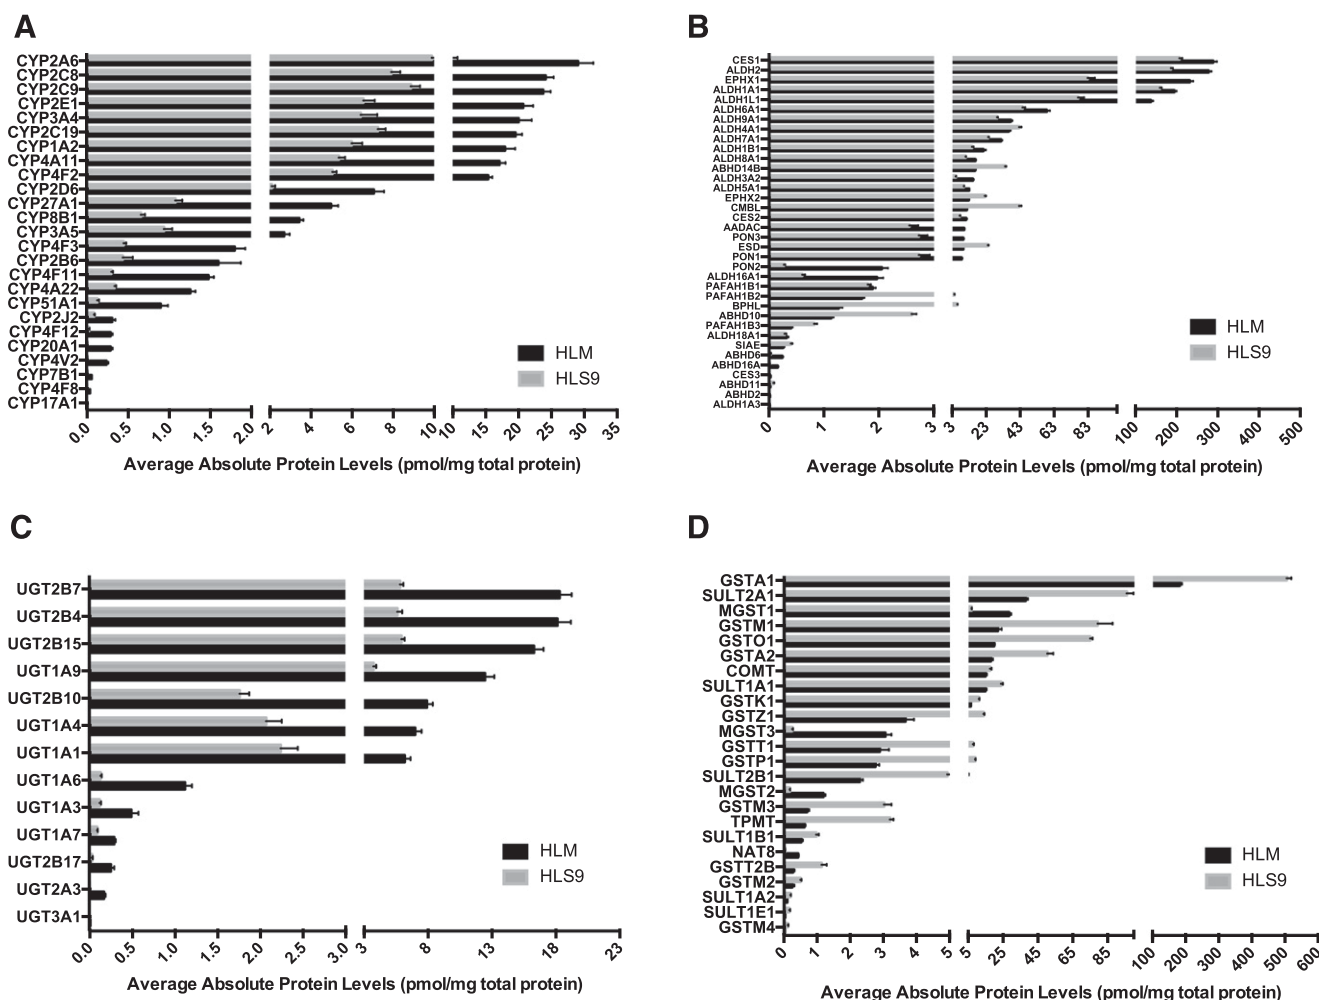 A
CYP2A6
CYP2C8
CYP2C9
CYP2E1
CYP3A4
CYP2C19
CYP1A2
CYP4A11
CYP4F2
CYP2D6
CYP27A1
CYP8B1
CYP3A5
CYP4F3
CYP2B6
CYP4F11
CYP4A22
CYP51A1
CYP2J2
CYP4F12
CYP20A1
CYP4V2
CYP7B1
CYP4F8
CYP17A1
HLM
HLS9
0.0 0.5 1.0 1.5 2.0 2 4 6 8 10 10 15 20 25 30 35
Average Absolute Protein Levels (pmol/mg total protein)
B
CES1
ALDH2
EPHX1
ALDH1A1
ALDH1L1
ALDH6A1
ALDH9A1
ALDH4A1
ALDH7A1
ALDH1B1
ALDH8A1
ABHD14B
ALDH3A2
ALDH5A1
EPHX2
CMBL
CES2
AADAC
PON3
ESD
PON1
PON2
ALDH16A1
PAFAH1B1
PAFAH1B2
BPHL
ABHD10
PAFAH1B3
ALDH18A1
SIAE
ABHD6
ABHD16A
CES3
ABHD11
ABHD2
ALDH1A3
HLM
HLS9
0 1 2 3 3 23 43 63 83 100 200 300 400 500
Average Absolute Protein Levels (pmol/mg total protein)
C
UGT2B7
UGT2B4
UGT2B15
UGT1A9
UGT2B10
UGT1A4
UGT1A1
UGT1A6
UGT1A3
UGT1A7
UGT2B17
UGT2A3
UGT3A1
HLM
HLS9
0.0 0.5 1.0 1.5 2.0 2.5 3.0 3 8 13 18 23
Average Absolute Protein Levels (pmol/mg total protein)
D
GSTA1
SULT2A1
MGST1
GSTM1
GSTO1
GSTA2
COMT
SULT1A1
GSTK1
GSTZ1
MGST3
GSTT1
GSTP1
SULT2B1
MGST2
GSTM3
TPMT
SULT1B1
NAT8
GSTT2B
GSTM2
SULT1A2
SULT1E1
GSTM4
HLM
HLS9
0 1 2 3 4 5 5 25 45 65 85 100 200 300 400 500 600
Average Absolute Protein Levels (pmol/mg total protein)